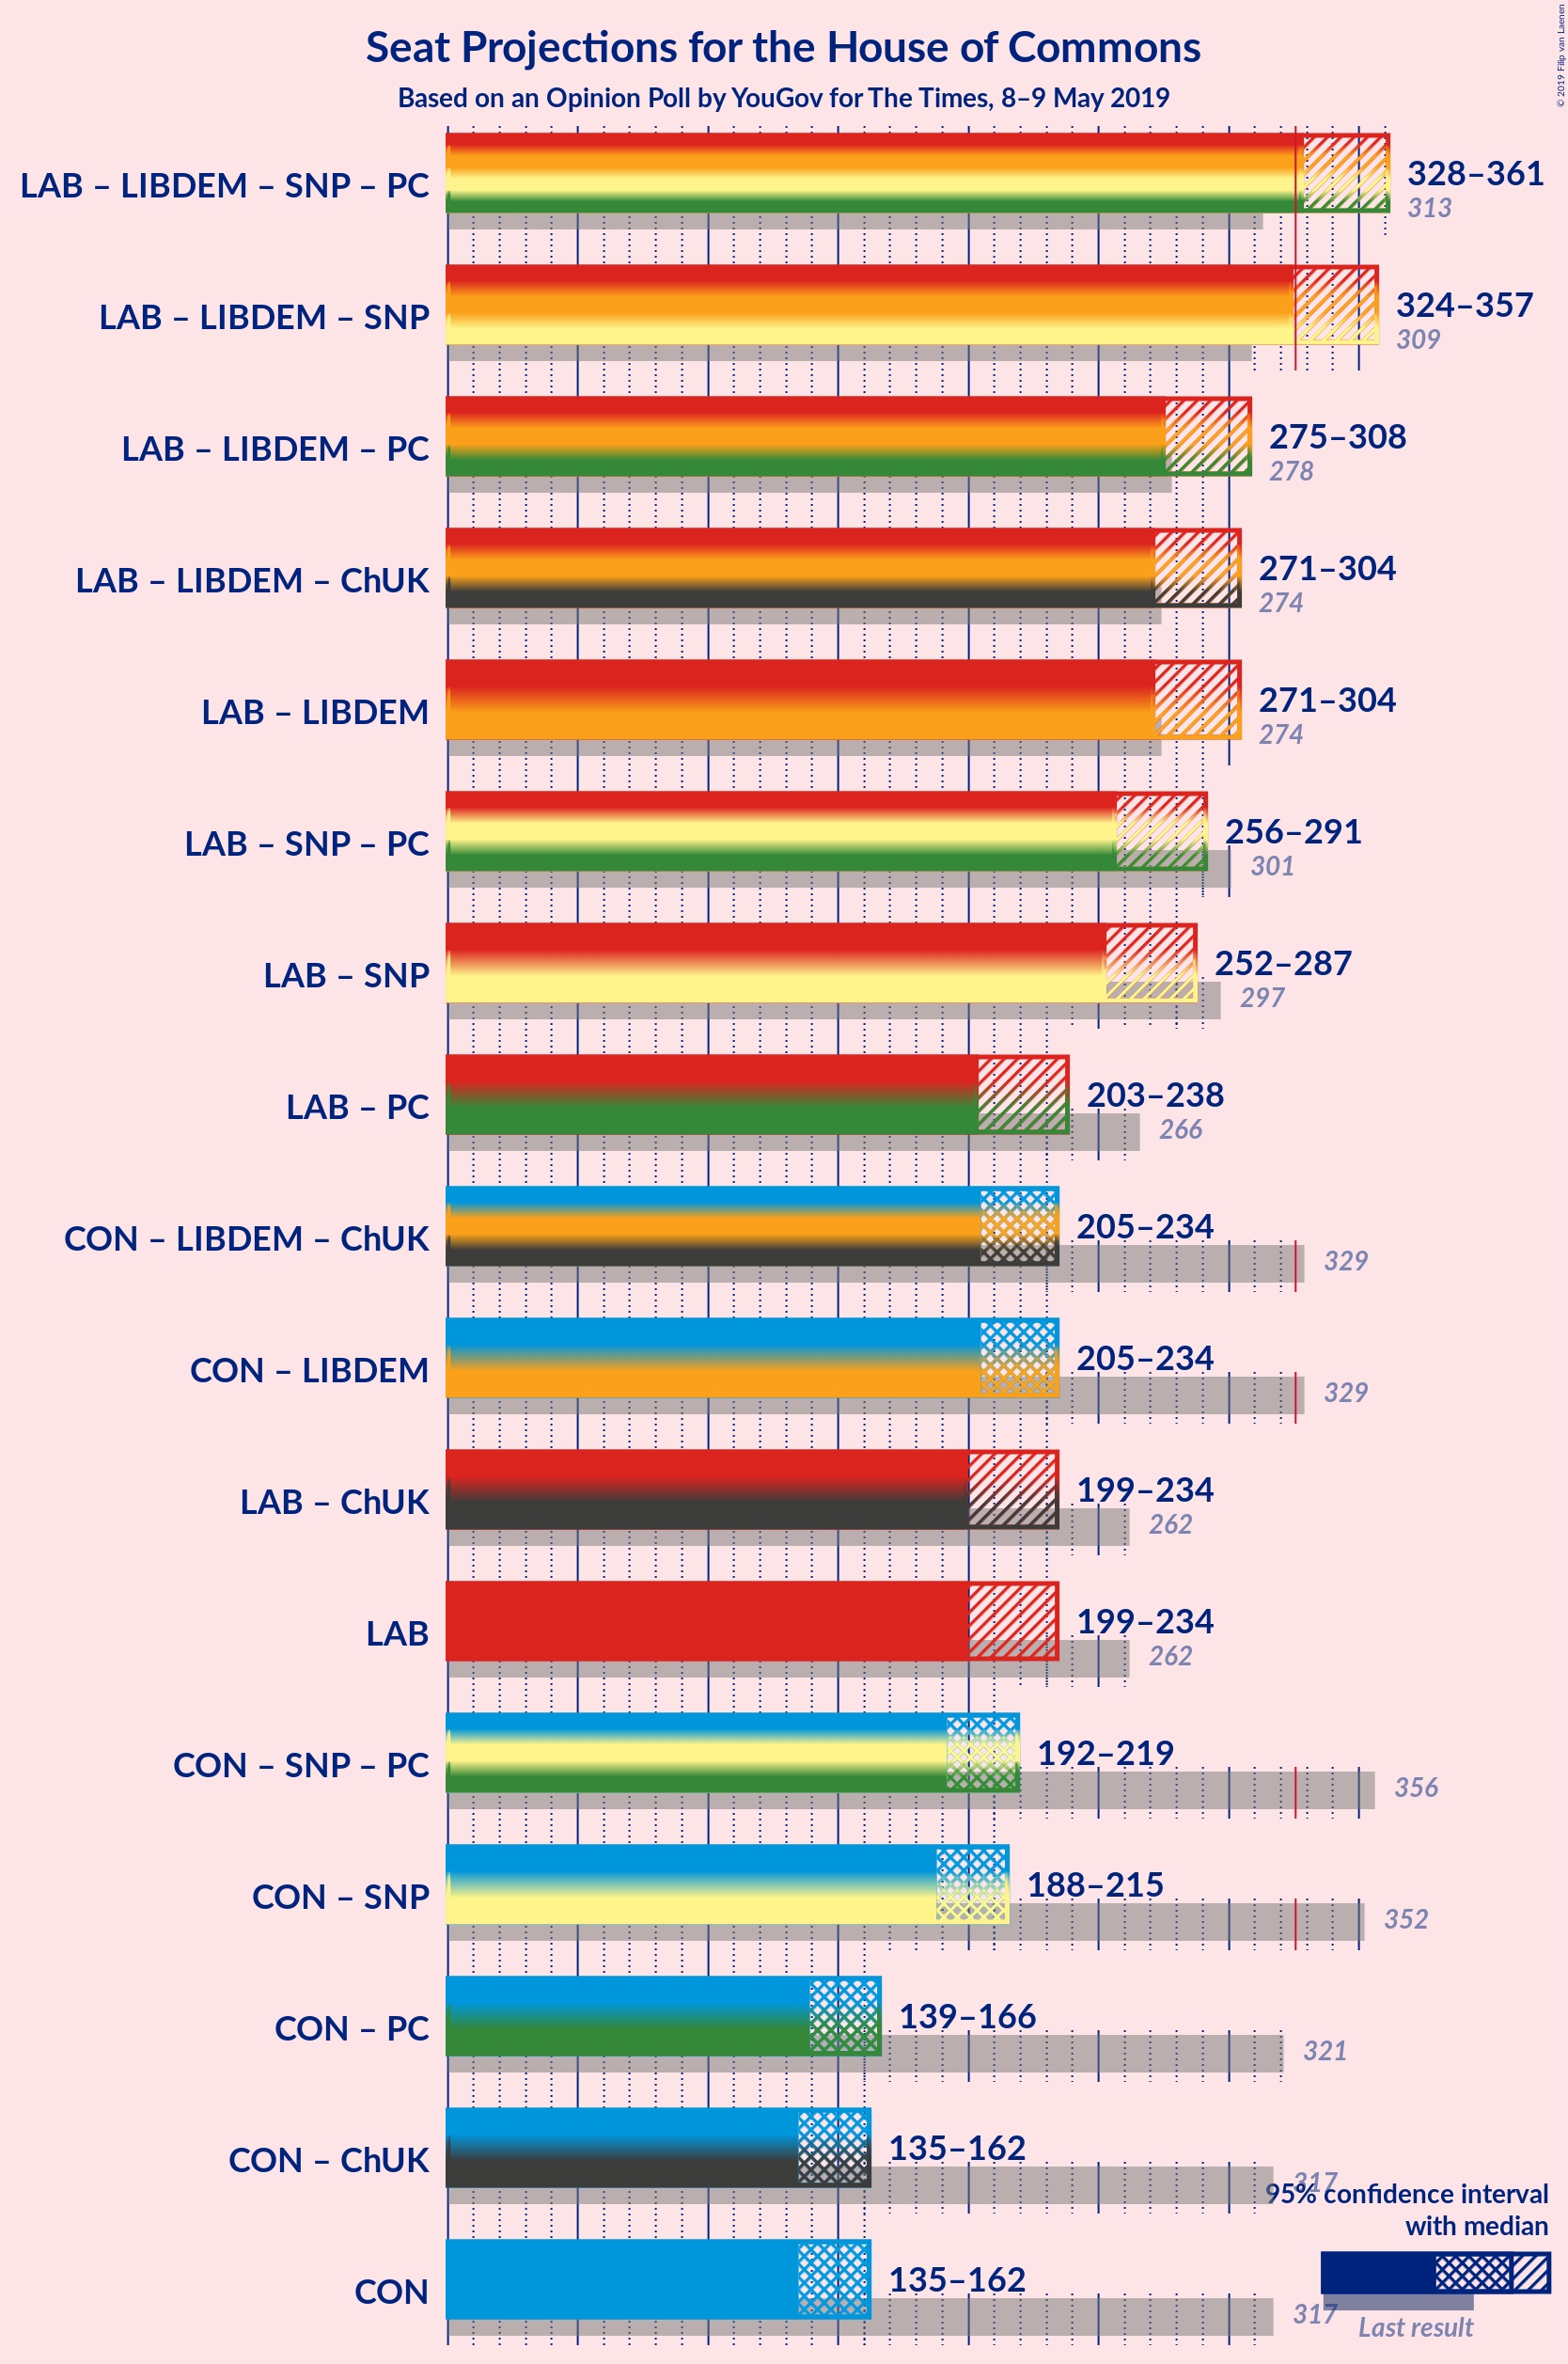 Seat Projections for the House of Commons
Based on an Opinion Poll by YouGov for The Times, 8–9 May 2019
© 2019 Filip van Laenen
LAB – LIBDEM – SNP – PC
328–361
313
LAB – LIBDEM – SNP
324–357
309
LAB – LIBDEM – PC
275–308
278
LAB – LIBDEM – ChUK
271–304
274
LAB – LIBDEM
271–304
274
LAB – SNP – PC
256–291
301
LAB – SNP
252–287
297
LAB – PC
203–238
266
CON – LIBDEM – ChUK
205–234
329
CON – LIBDEM
205–234
329
LAB – ChUK
199–234
262
LAB
199–234
262
CON – SNP – PC
192–219
356
CON – SNP
188–215
352
CON – PC
139–166
321
CON – ChUK
135–162
317
CON
135–162
317
95% confidence interval
with median
Last result